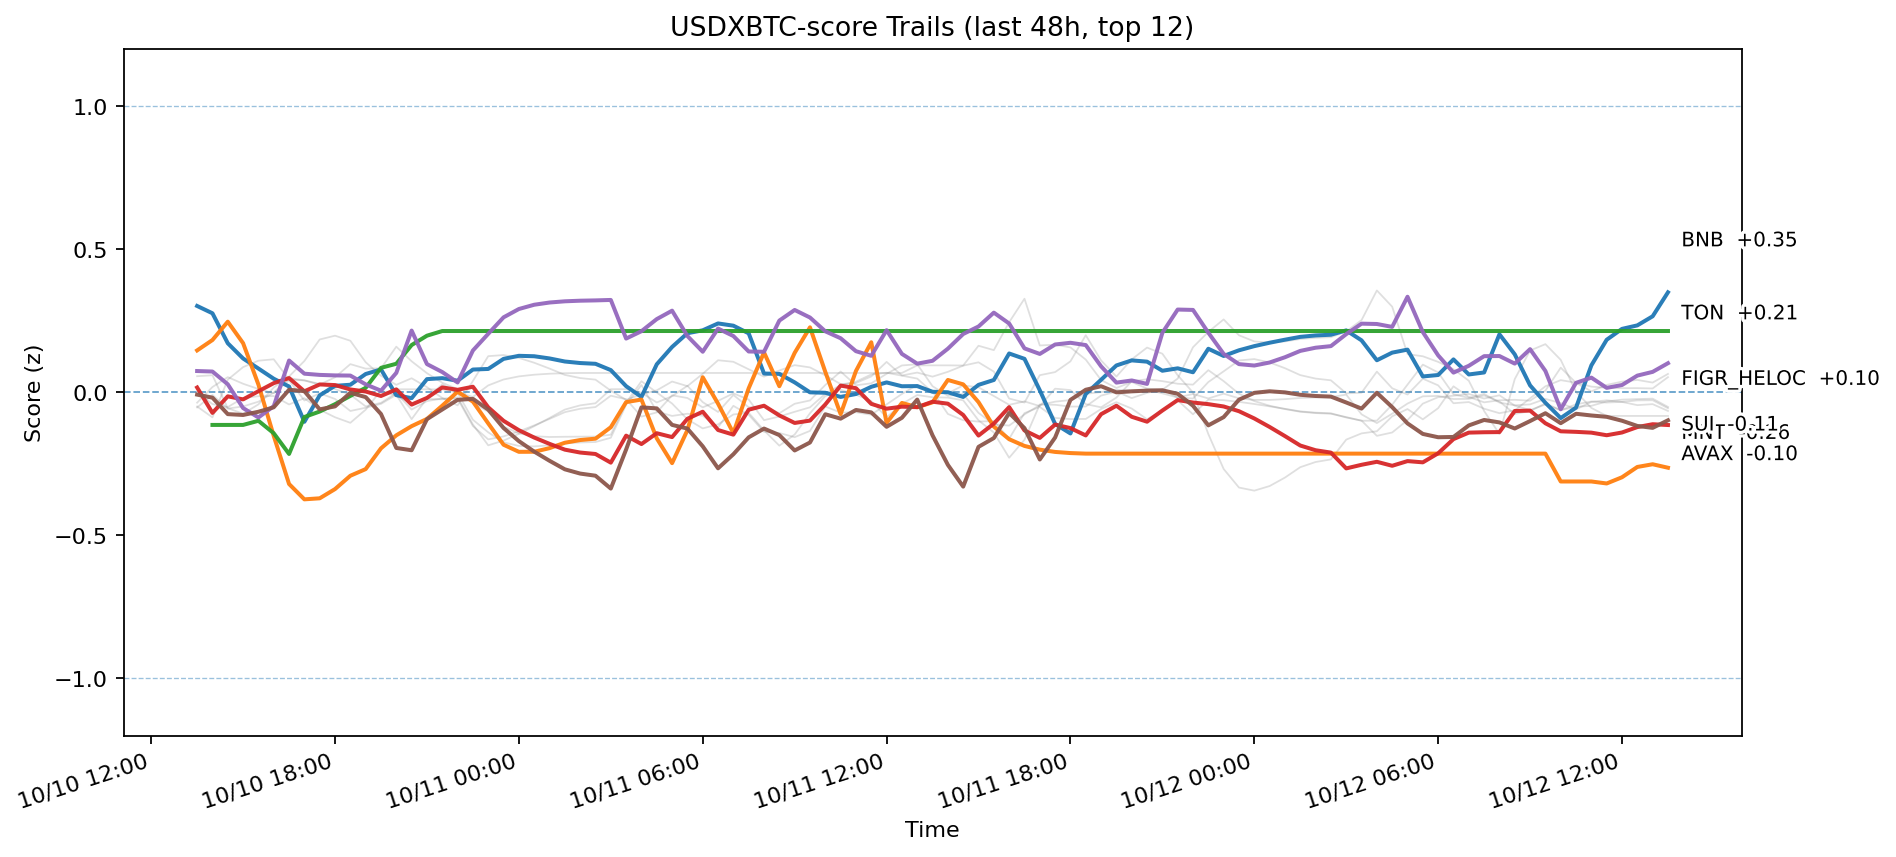 USDXBTC-score Trails (last 48h, top 12)
Score (z)
1.0
0.5
0.0
−0.5
−1.0
BNB +0.35
TON +0.21
FIGR_HELOC +0.10
SUI -0.11
MNT -0.26
AVAX -0.10
10/10 12:00
10/10 18:00
10/11 00:00
10/11 06:00
10/11 12:00
10/11 18:00
10/12 00:00
10/12 06:00
10/12 12:00
Time